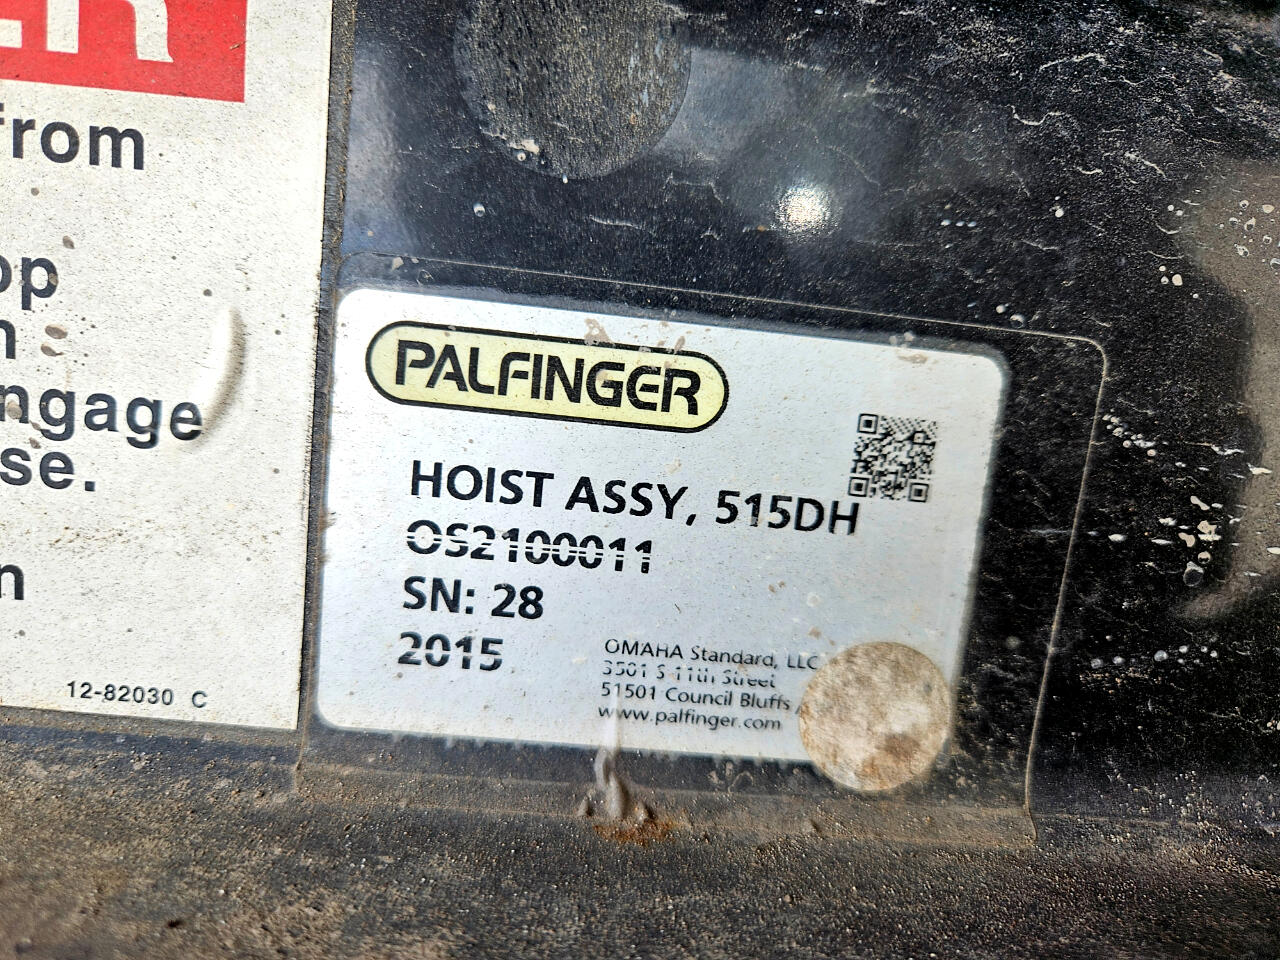 ER
from
op
n
ngage
se.
n
12-82030 C
PALFINGER
HOIST ASSY, 515DH
OS2100011
SN: 28
2015
OMAHA Standard, LLC
3501 S 11th Street
51501 Council Bluffs
www.palfinger.com